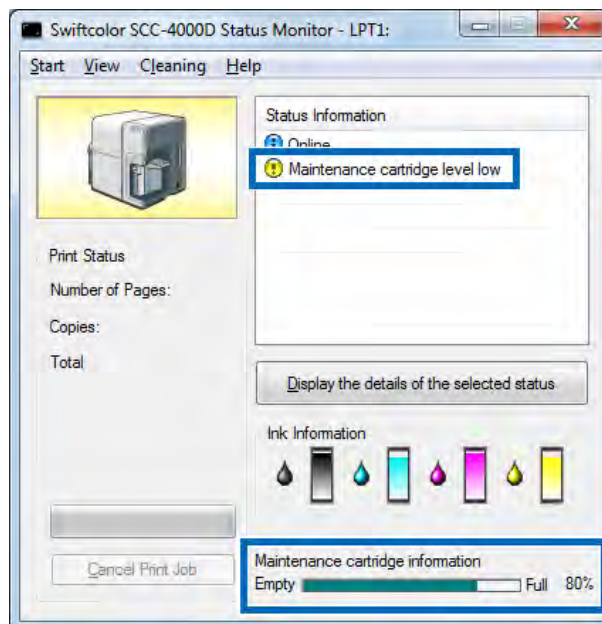 Swiftcolor SCC-4000D Status Monitor - LPT1:
Start View Cleaning Help
Status Information
Online
Maintenance cartridge level low
Print Status
Number of Pages:
Copies:
Total
Display the details of the selected status
Ink Information
Cancel Print Job
Maintenance cartridge information
Empty Full 80%